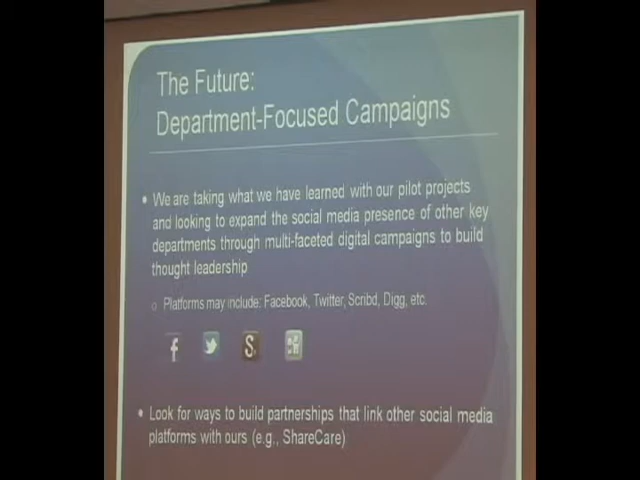 The Future:
Department-Focused Campaigns
We are taking what we have learned with our pilot projects
and looking to expand the social media presence of other key
departments through multi-faceted digital campaigns to build
thought leadership
Platforms may include: Facebook, Twitter, Scribd, Digg, etc.
Look for ways to build partnerships that link other social media
platforms with ours (e.g., ShareCare)